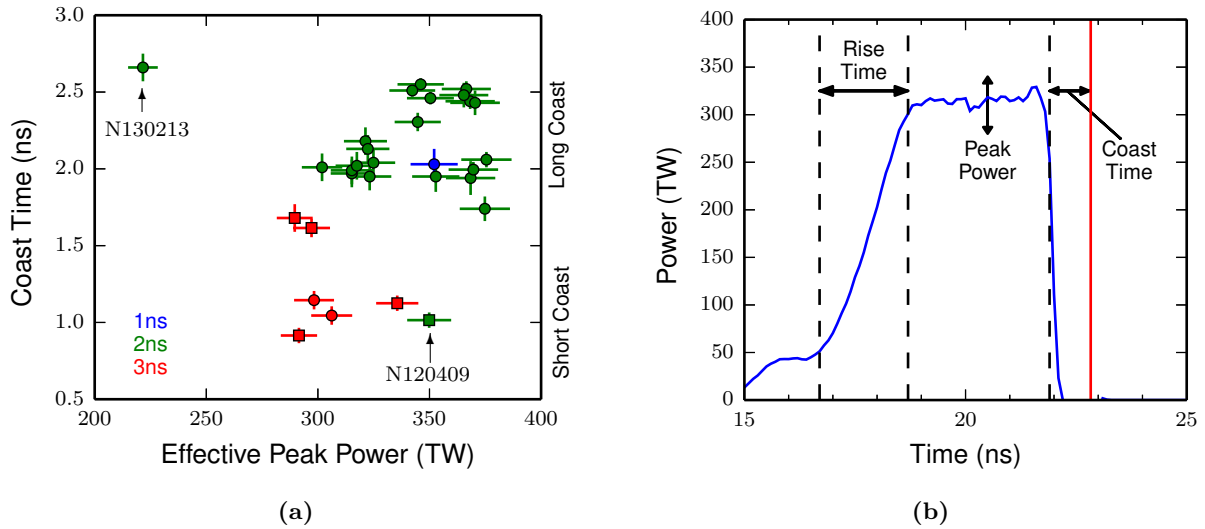 3.0
2.5
2.0
1.5
1.0
0.5
Coast Time (ns)
N130213
1ns
2ns
3ns
N120409
Long Coast
Short Coast
200
250
300
350
400
Effective Peak Power (TW)
(a)
400
350
300
250
200
150
100
50
0
Power (TW)
Rise
Time
Peak
Power
Coast
Time
15
20
25
Time (ns)
(b)